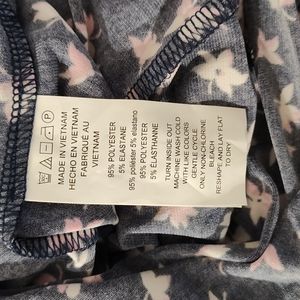 MADE IN VIETNAM
HECHO EN VIETNAM
FABRIQUÉ AU
VIETNAM
95% POLYESTER
5% ELASTANE
95% poliéster 5% elastano
95% POLYESTER
5% ELASTHANNE
TURN INSIDE OUT
MACHINE WASH COLD
WITH LIKE COLORS
GENTLE CYCLE
ONLY NON-CHLORINE
BLEACH
RESHAPE AND LAY FLAT
TO DRY